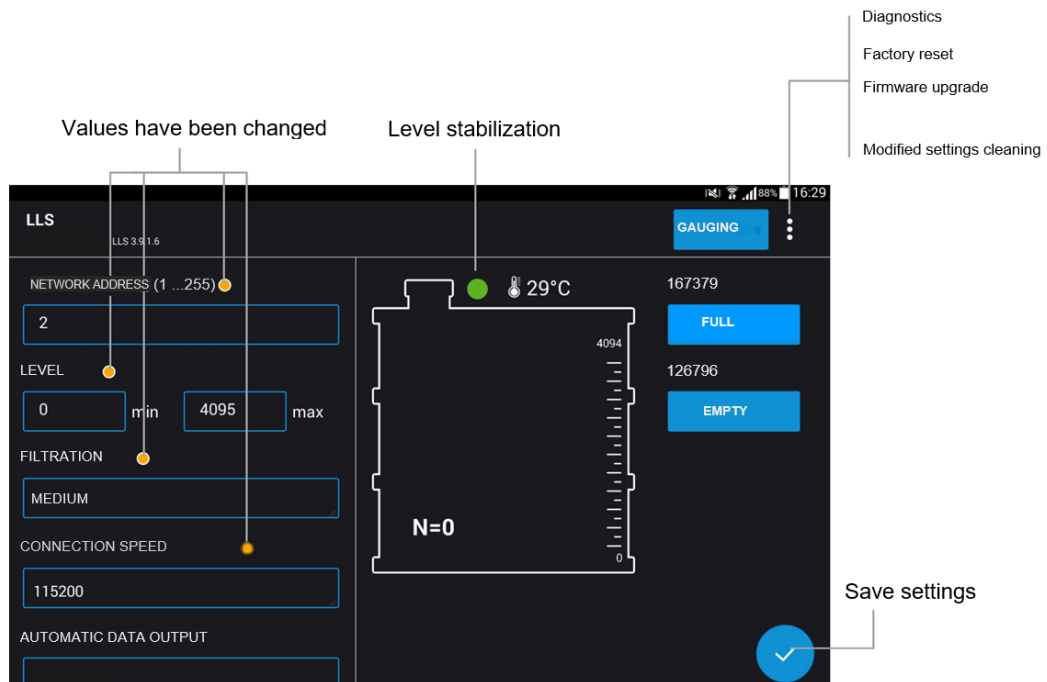 Diagnostics
Factory reset
Firmware upgrade
Modified settings cleaning
Values have been changed
Level stabilization
88% 16:29
LLS
LLS 3.9.1.6
GAUGING
NETWORK ADDRESS (1 ...255)
2
LEVEL
0 min 4095 max
FILTRATION
MEDIUM
CONNECTION SPEED
115200
AUTOMATIC DATA OUTPUT
29°C
4094
N=0
0
167379
FULL
126796
EMPTY
Save settings